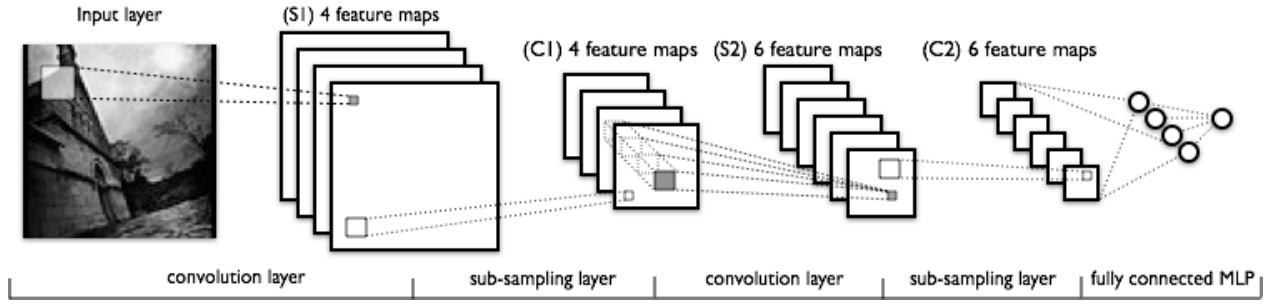 Input layer
(S1) 4 feature maps
(C1) 4 feature maps
(S2) 6 feature maps
(C2) 6 feature maps
convolution layer
sub-sampling layer
convolution layer
sub-sampling layer
fully connected MLP